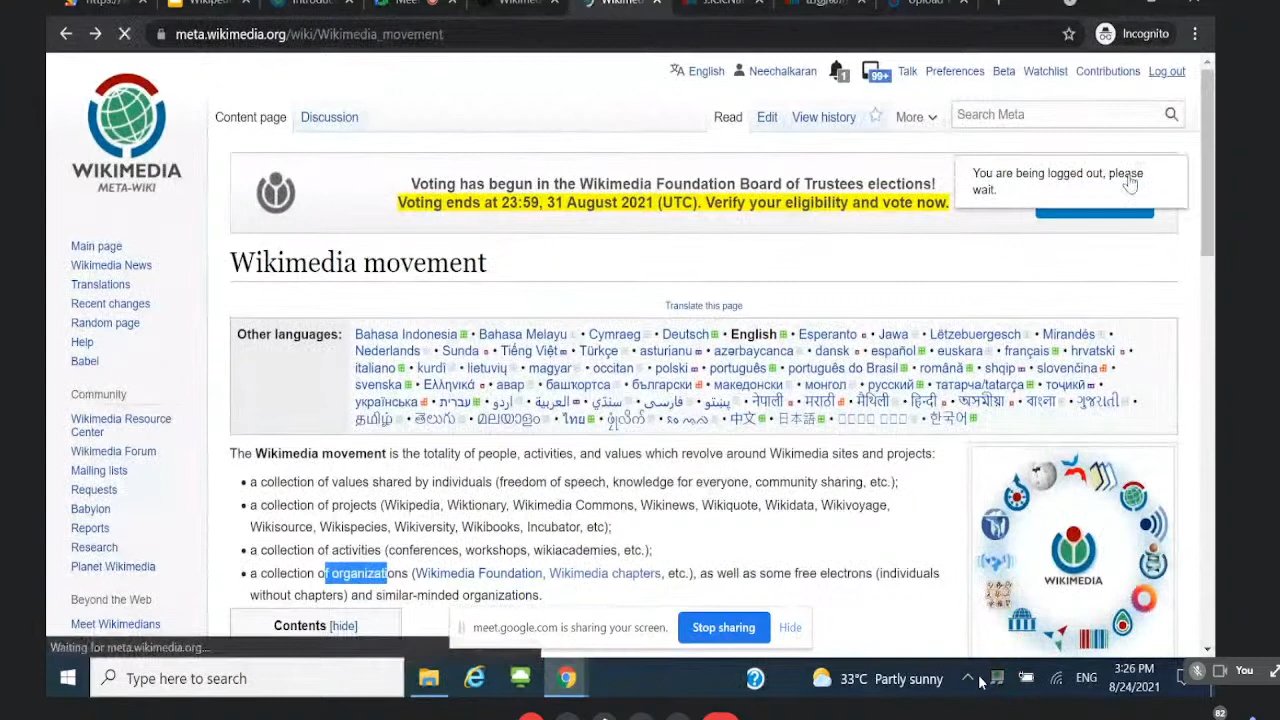 meta.wikimedia.org/wiki/Wikimedia_movement
Incognito
English Neechalkaran 1 99+ Talk Preferences Beta Watchlist Contributions Log out
Content page Discussion Read Edit View history More Search Meta
WIKIMEDIA
META-WIKI
Voting has begun in the Wikimedia Foundation Board of Trustees elections!
Voting ends at 23:59, 31 August 2021 (UTC). Verify your eligibility and vote now.
You are being logged out, please
wait.
Main page
Wikimedia News
Translations
Recent changes
Random page
Help
Babel
Community
Wikimedia Resource
Center
Wikimedia Forum
Mailing lists
Requests
Babylon
Reports
Research
Planet Wikimedia
Beyond the Web
Meet Wikimedians
Wikimedia movement
Translate this page
Other languages: Bahasa Indonesia • Bahasa Melayu • Cymraeg • Deutsch • English • Esperanto • Jawa • Lëtzebuergesch • Mirandés •
Nederlands • Sunda • Tiếng Việt • Türkçe • asturianu • azərbaycanca • dansk • español • euskara • français • hrvatski •
italiano • kurdî • lietuvių • magyar • occitan • polski • português • português do Brasil • română • shqip • slovenčina •
svenska • Ελληνικά • авар • башҡортса • български • македонски • монгол • русский • татарча/tatarça • тоҷикӣ •
українська • עברית • اردو • العربية • سنڌي • فارسی • پښتو • नेपाली • मराठी • मैथिली • हिन्दी • অসমীয়া • বাংলা • ગુજરાતી •
தமிழ் • తెలుగు • മലയാളം • ไทย • 中文 • 日本語 • 한국어
The Wikimedia movement is the totality of people, activities, and values which revolve around Wikimedia sites and projects:
• a collection of values shared by individuals (freedom of speech, knowledge for everyone, community sharing, etc.);
• a collection of projects (Wikipedia, Wiktionary, Wikimedia Commons, Wikinews, Wikiquote, Wikidata, Wikivoyage,
Wikisource, Wikispecies, Wikiversity, Wikibooks, Incubator, etc);
• a collection of activities (conferences, workshops, wikiacademies, etc.);
• a collection of organizations (Wikimedia Foundation, Wikimedia chapters, etc.), as well as some free electrons (individuals
without chapters) and similar-minded organizations.
WIKIMEDIA
Contents [hide]
meet.google.com is sharing your screen. Stop sharing Hide
Waiting for meta.wikimedia.org...
Type here to search
33°C Partly sunny
ENG
3:26 PM
8/24/2021
You
82